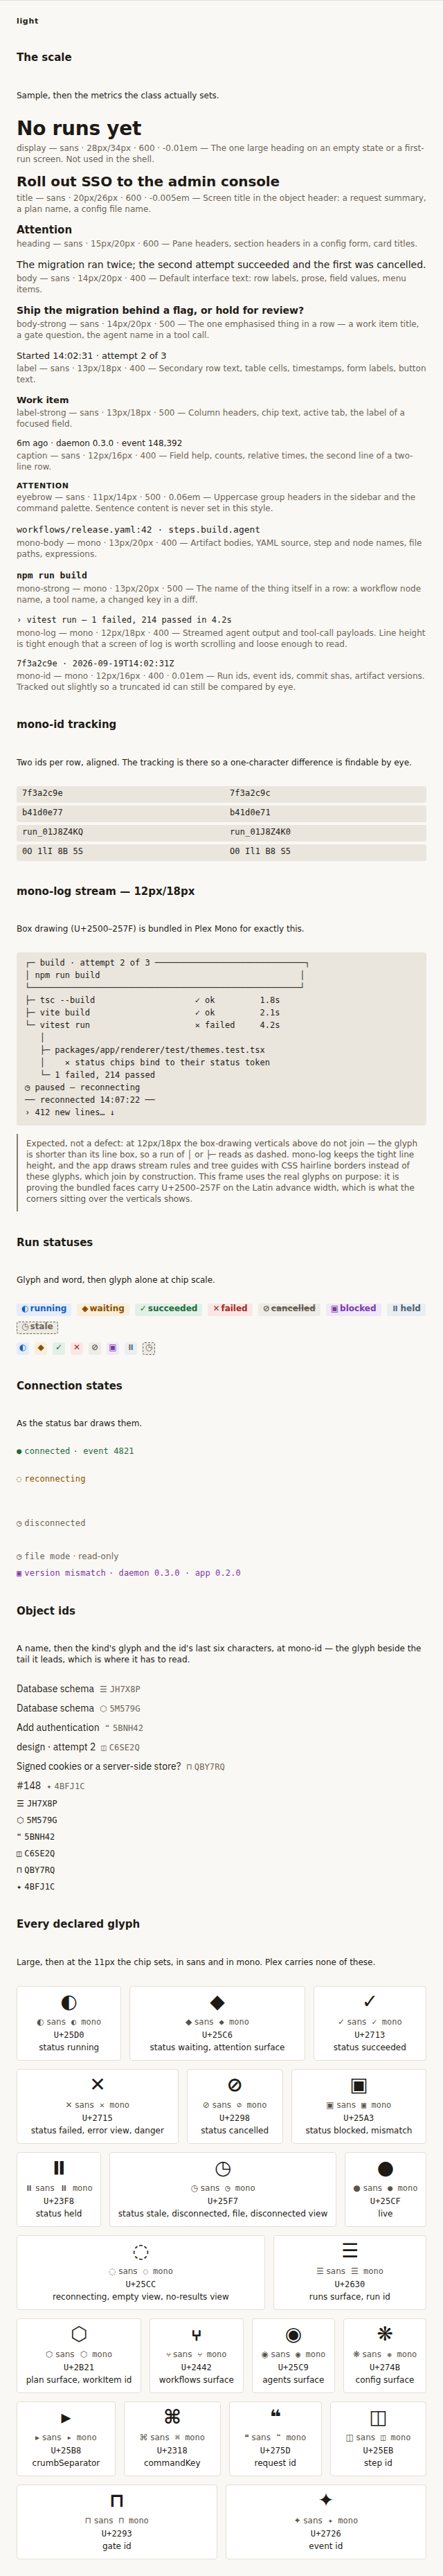 light
The scale
Sample, then the metrics the class actually sets.
No runs yet
display — sans · 28px/34px · 600 · -0.01em — The one large heading on an empty state or a first-
run screen. Not used in the shell.
Roll out SSO to the admin console
title — sans · 20px/26px · 600 · -0.005em — Screen title in the object header: a request summary,
a plan name, a config file name.
Attention
heading — sans · 15px/20px · 600 — Pane headers, section headers in a config form, card titles.
The migration ran twice; the second attempt succeeded and the first was cancelled.
body — sans · 14px/20px · 400 — Default interface text: row labels, prose, field values, menu
items.
Ship the migration behind a flag, or hold for review?
body-strong — sans · 14px/20px · 500 — The one emphasised thing in a row — a work item title,
a gate question, the agent name in a tool call.
Started 14:02:31 · attempt 2 of 3
label — sans · 13px/18px · 400 — Secondary row text, table cells, timestamps, form labels, button
text.
Work item
label-strong — sans · 13px/18px · 500 — Column headers, chip text, active tab, the label of a
focused field.
6m ago · daemon 0.3.0 · event 148,392
caption — sans · 12px/16px · 400 — Field help, counts, relative times, the second line of a two-
line row.
ATTENTION
eyebrow — sans · 11px/14px · 500 · 0.06em — Uppercase group headers in the sidebar and the
command palette. Sentence content is never set in this style.
workflows/release.yaml:42 · steps.build.agent
mono-body — mono · 13px/20px · 400 — Artifact bodies, YAML source, step and node names, file
paths, expressions.
npm run build
mono-strong — mono · 13px/20px · 500 — The name of the thing itself in a row: a workflow node
name, a tool name, a changed key in a diff.
› vitest run — 1 failed, 214 passed in 4.2s
mono-log — mono · 12px/18px · 400 — Streamed agent output and tool-call payloads. Line height
is tight enough that a screen of log is worth scrolling and loose enough to read.
7f3a2c9e · 2026-09-19T14:02:31Z
mono-id — mono · 12px/16px · 400 · 0.01em — Run ids, event ids, commit shas, artifact versions.
Tracked out slightly so a truncated id can still be compared by eye.
mono-id tracking
Two ids per row, aligned. The tracking is there so a one-character difference is findable by eye.
7f3a2c9e 7f3a2c9c
b41d0e77 b41d0e71
run_01J8Z4KQ run_01J8Z4K0
0O 1lI 8B 5S O0 Il1 B8 S5
mono-log stream — 12px/18px
Box drawing (U+2500–257F) is bundled in Plex Mono for exactly this.
┌─ build · attempt 2 of 3 ──────────────────────────────┐
│ npm run build │
└──────────────────────────────────────────────────────┘
├─ tsc --build ✓ ok 1.8s
├─ vite build ✓ ok 2.1s
└─ vitest run ✕ failed 4.2s
│
├─ packages/app/renderer/test/themes.test.tsx
│ ✕ status chips bind to their status token
└─ 1 failed, 214 passed
◷ paused — reconnecting
── reconnected 14:07:22 ──
› 412 new lines… ↓
Expected, not a defect: at 12px/18px the box-drawing verticals above do not join — the glyph
is shorter than its line box, so a run of │ or ├─ reads as dashed. mono-log keeps the tight line
height, and the app draws stream rules and tree guides with CSS hairline borders instead of
these glyphs, which join by construction. This frame uses the real glyphs on purpose: it is
proving the bundled faces carry U+2500–257F on the Latin advance width, which is what the
corners sitting over the verticals shows.
Run statuses
Glyph and word, then glyph alone at chip scale.
◐ running ◆ waiting ✓ succeeded ✕ failed ⊘ cancelled ▣ blocked ⏸ held
◷ stale
◐ ◆ ✓ ✕ ⊘ ▣ ⏸ ◷
Connection states
As the status bar draws them.
● connected · event 4821
◌ reconnecting
◷ disconnected
◷ file mode · read-only
▣ version mismatch · daemon 0.3.0 · app 0.2.0
Object ids
A name, then the kind's glyph and the id's last six characters, at mono-id — the glyph beside the
tail it leads, which is where it has to read.
Database schema ☰ JH7X8P
Database schema ⬡ 5M579G
Add authentication ❝ 5BNH42
design · attempt 2 ◫ C6SE2Q
Signed cookies or a server-side store? ⊓ QBY7RQ
#148 ✦ 4BFJ1C
☰ JH7X8P
⬡ 5M579G
❝ 5BNH42
◫ C6SE2Q
⊓ QBY7RQ
✦ 4BFJ1C
Every declared glyph
Large, then at the 11px the chip sets, in sans and in mono. Plex carries none of these.
◐ ◆ ✓
◐ sans ◐ mono ◆ sans ◆ mono ✓ sans ✓ mono
U+25D0 U+25C6 U+2713
status running status waiting, attention surface status succeeded
✕ ⊘ ▣
✕ sans ✕ mono ⊘ sans ⊘ mono ▣ sans ▣ mono
U+2715 U+2298 U+25A3
status failed, error view, danger status cancelled status blocked, mismatch
⏸ ◷ ●
⏸ sans ⏸ mono ◷ sans ◷ mono ● sans ● mono
U+23F8 U+25F7 U+25CF
status held status stale, disconnected, file, disconnected view live
◌ ☰
◌ sans ◌ mono ☰ sans ☰ mono
U+25CC U+2630
reconnecting, empty view, no-results view runs surface, run id
⬡ ⑂ ◉ ❋
⬡ sans ⬡ mono ⑂ sans ⑂ mono ◉ sans ◉ mono ❋ sans ❋ mono
U+2B21 U+2442 U+25C9 U+274B
plan surface, workItem id workflows surface agents surface config surface
▸ ⌘ ❝ ◫
▸ sans ▸ mono ⌘ sans ⌘ mono ❝ sans ❝ mono ◫ sans ◫ mono
U+25B8 U+2318 U+275D U+25EB
crumbSeparator commandKey request id step id
⊓ ✦
⊓ sans ⊓ mono ✦ sans ✦ mono
U+2293 U+2726
gate id event id